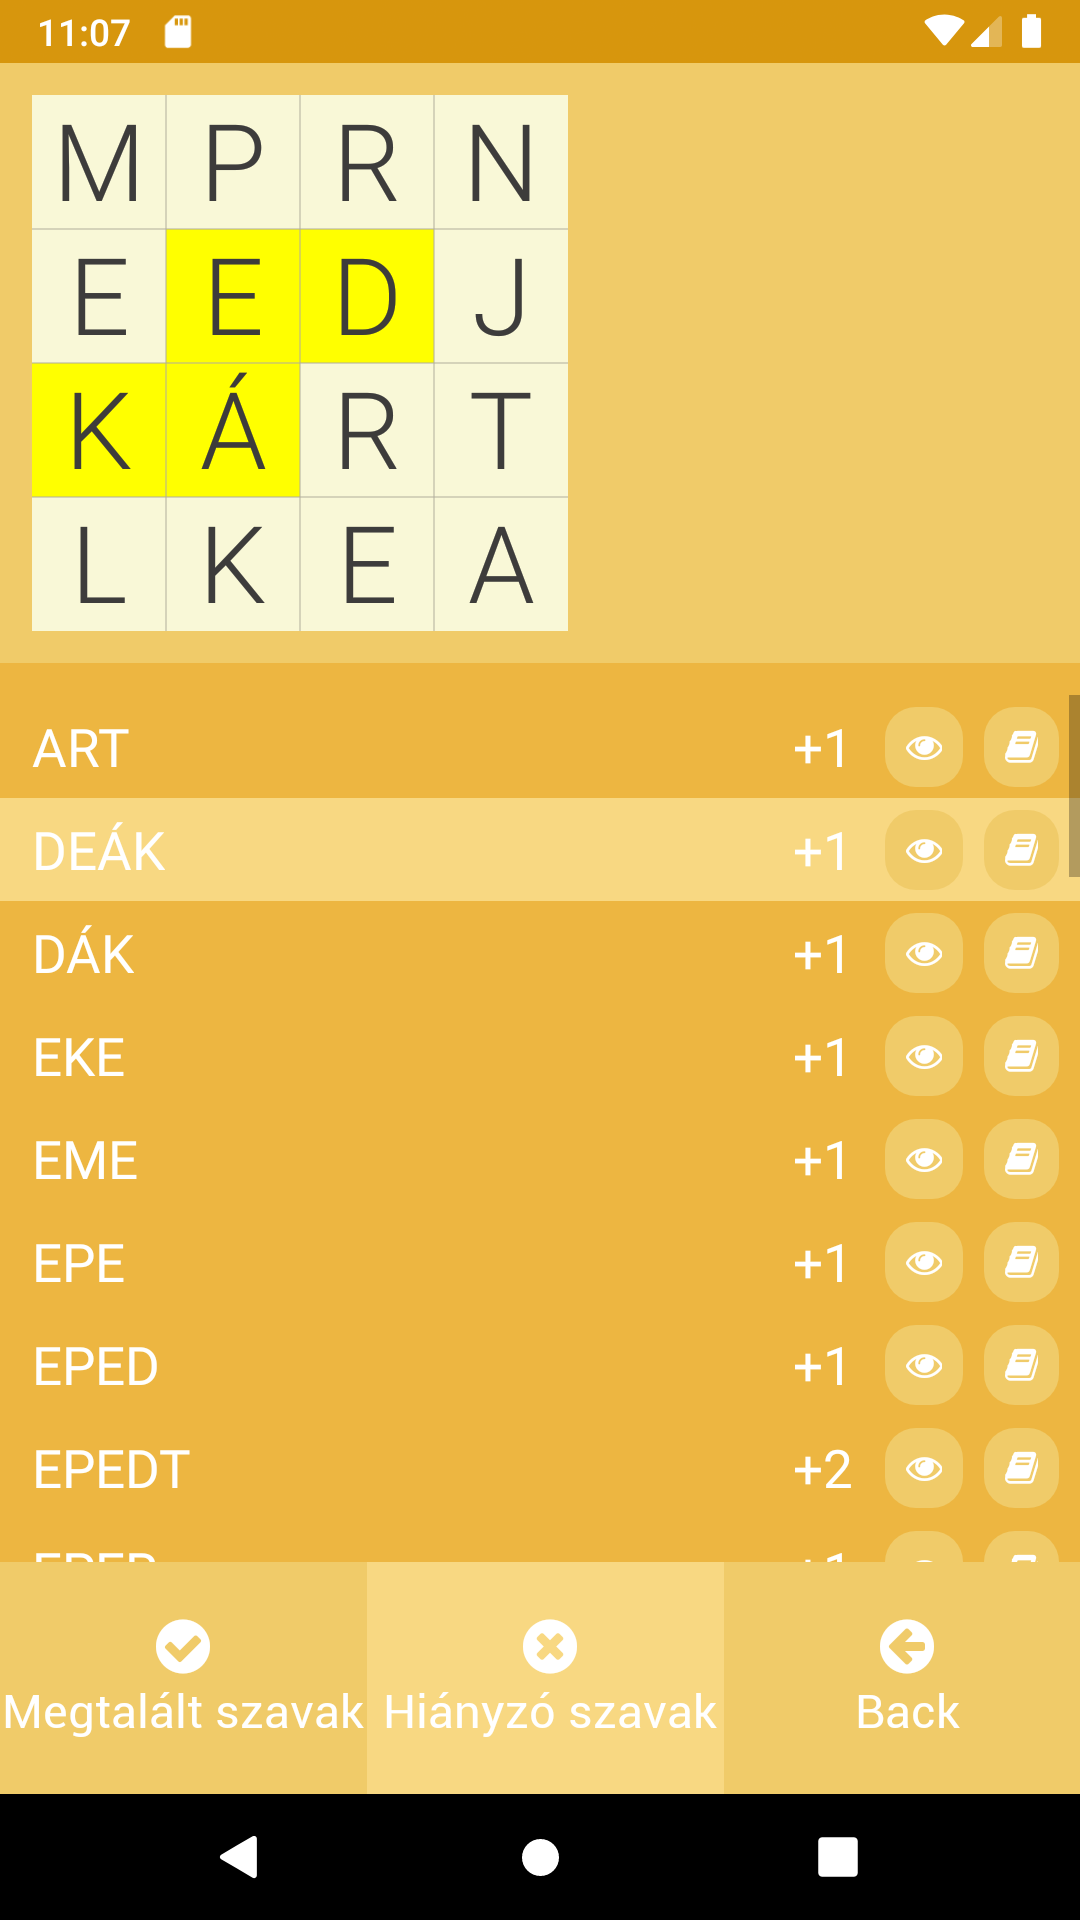 11:07
M P R N
E E D J
K Á R T
L K E A
ART +1
DEÁK +1
DÁK +1
EKE +1
EME +1
EPE +1
EPED +1
EPEDT +2
Megtalált szavak
Hiányzó szavak
Back